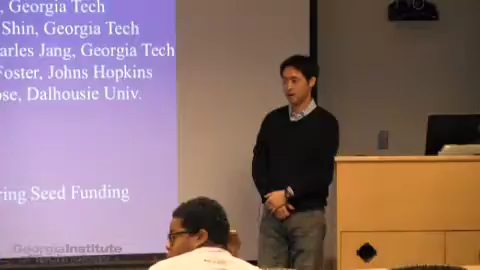 , Georgia Tech
Shin, Georgia Tech
arles Jang, Georgia Tech
Foster, Johns Hopkins
ose, Dalhousie Univ.
ring Seed Funding
GeorgiaInstitute